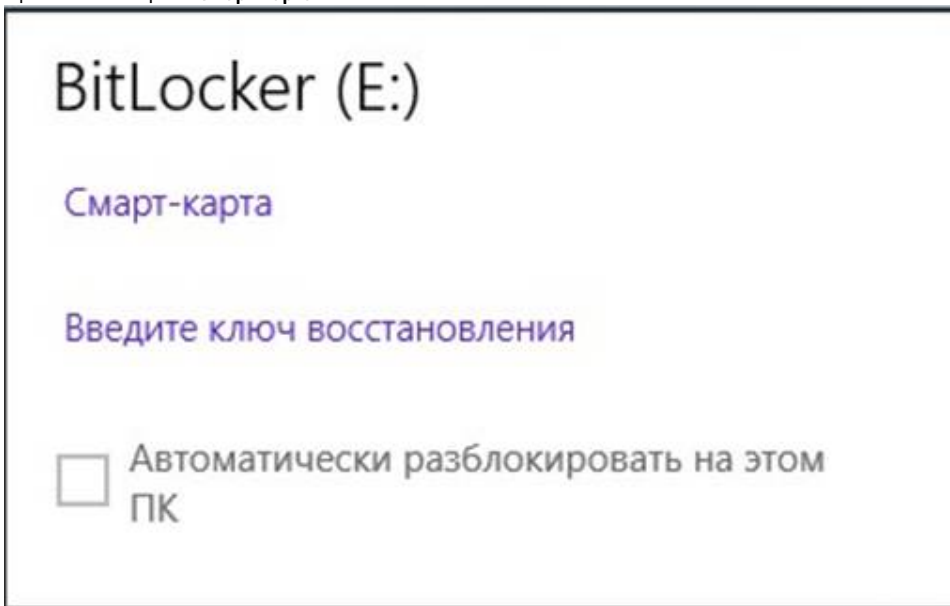 BitLocker (E:)
Смарт-карта
Введите ключ восстановления
Автоматически разблокировать на этом
ПК